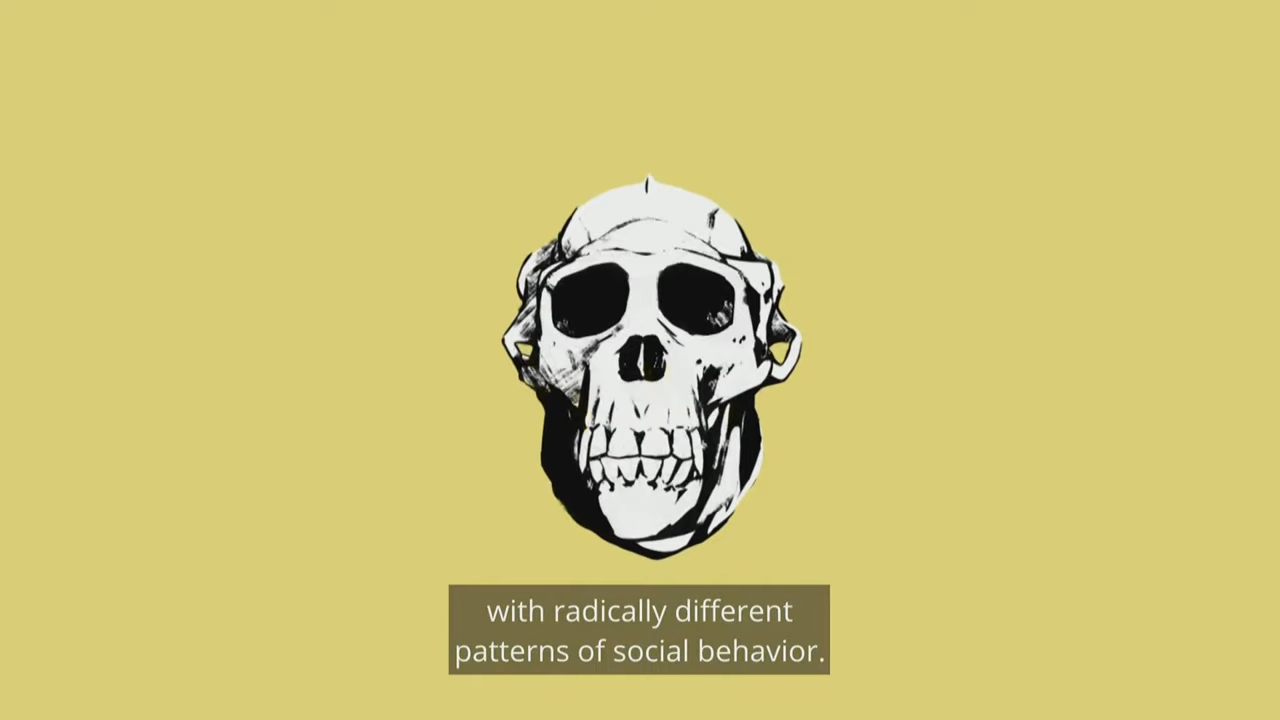 with radically different
patterns of social behavior.